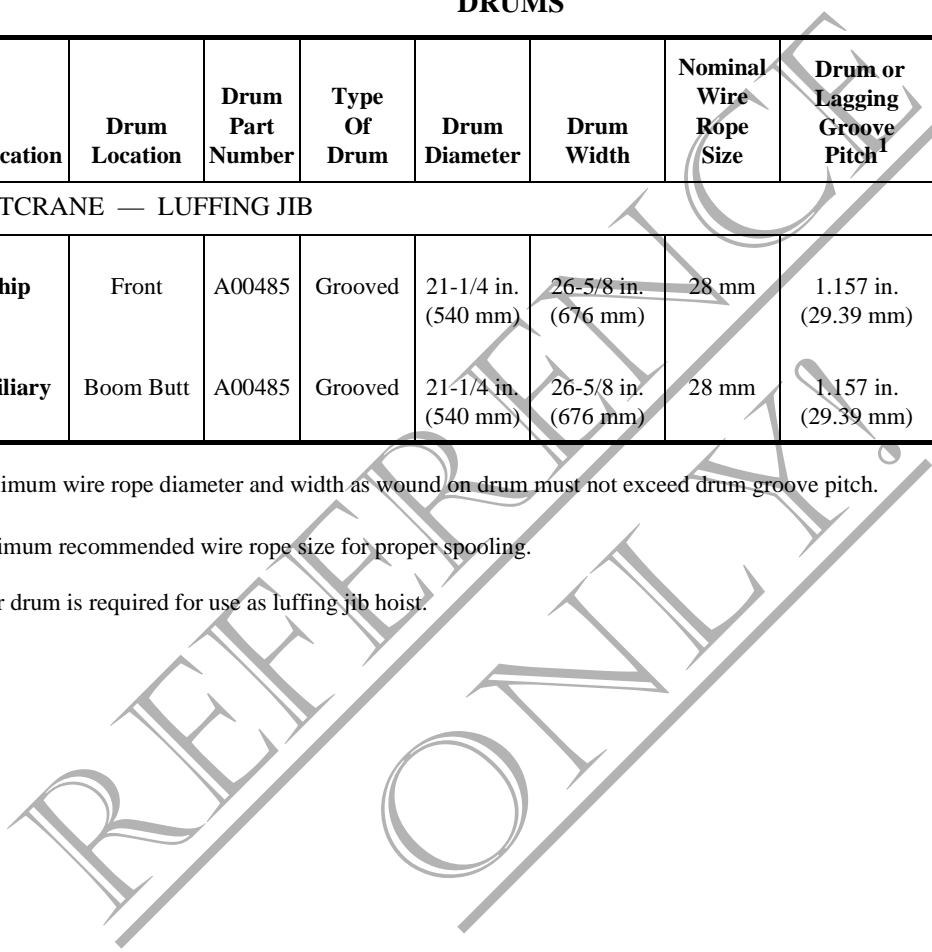 DRUMS
cation
Drum Location
Drum Part Number
Type Of Drum
Drum Diameter
Drum Width
Nominal Wire Rope Size
Drum or Lagging Groove Pitch1
TCRANE — LUFFING JIB
hip Front A00485 Grooved 21-1/4 in. 26-5/8 in. 28 mm 1.157 in.
(540 mm) (676 mm) (29.39 mm)
iliary Boom Butt A00485 Grooved 21-1/4 in. 26-5/8 in. 28 mm 1.157 in.
(540 mm) (676 mm) (29.39 mm)
imum wire rope diameter and width as wound on drum must not exceed drum groove pitch.
imum recommended wire rope size for proper spooling.
r drum is required for use as luffing jib hoist.
REFERENCE
ONLY!